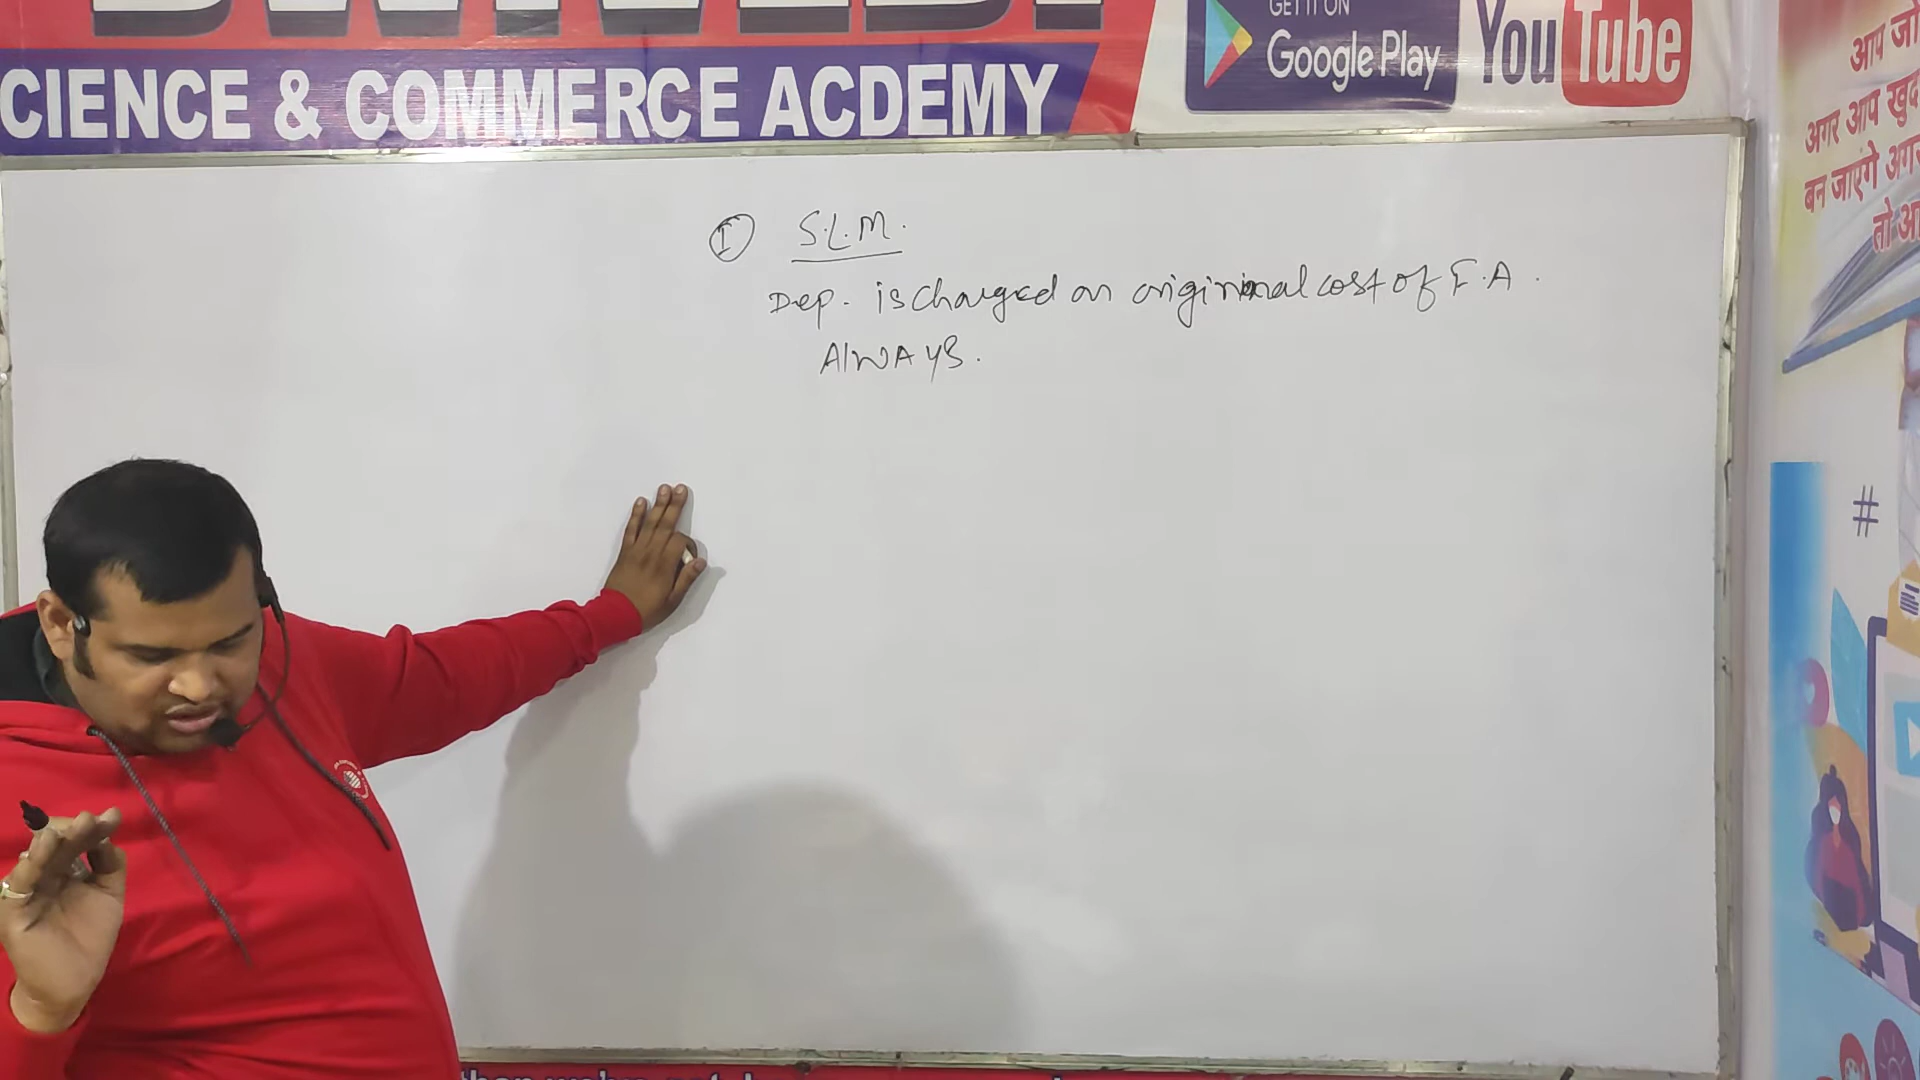 CIENCE & COMMERCE ACDEMY
GET IT ON
Google Play
YouTube
आप जो
अगर आप खुद
बन जाएंगे अगर
तो आ
I S.L.M.
Dep. is charged on original cost of F.A.
AlWAYS.
#